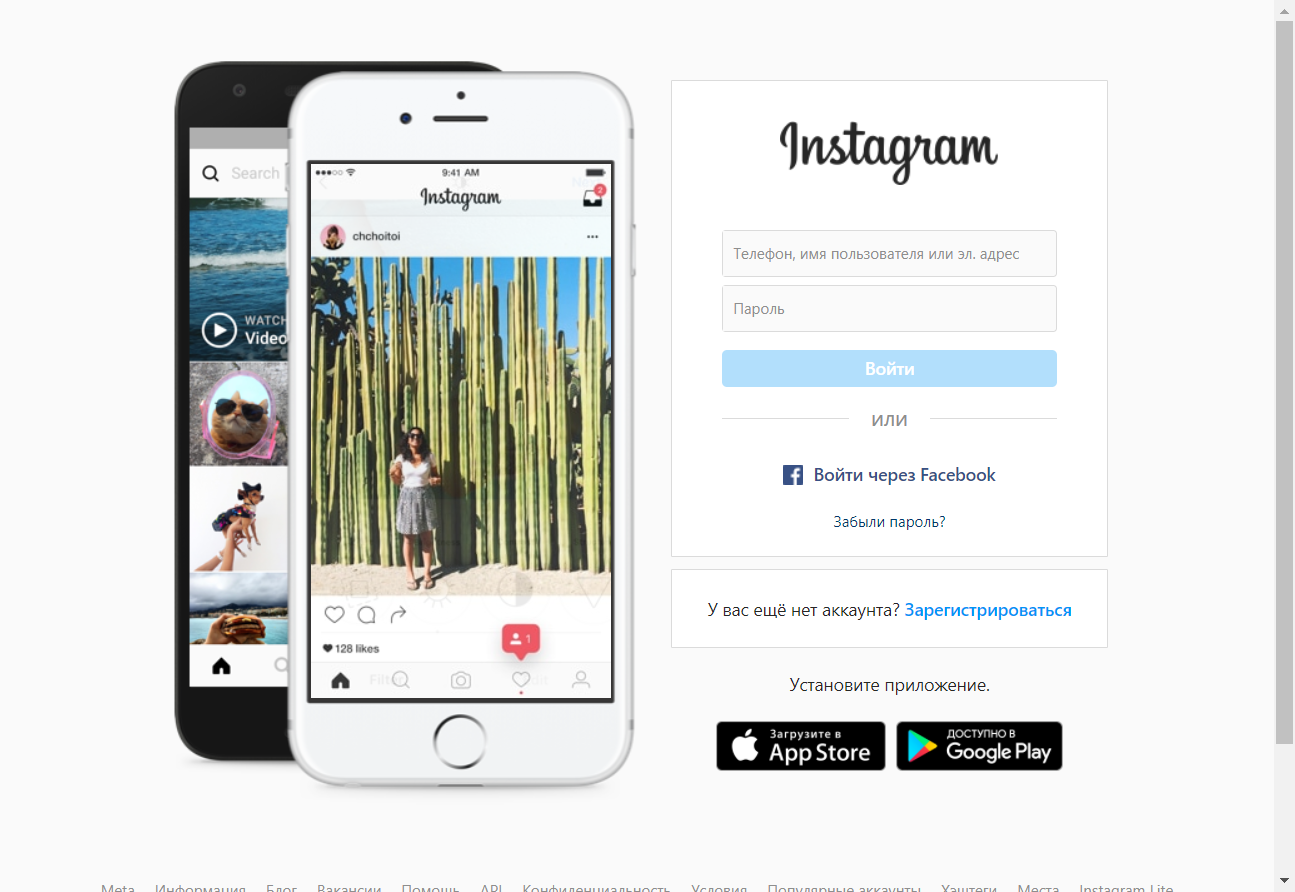 Search
WATCH
Video
9:41 AM
Instagram
2
chchoitoi
128 likes
1
Filter
Instagram
Телефон, имя пользователя или эл. адрес
Пароль
Войти
ИЛИ
Войти через Facebook
Забыли пароль?
У вас ещё нет аккаунта? Зарегистрироваться
Установите приложение.
Загрузите в
App Store
ДОСТУПНО В
Google Play
Meta Информация Блог Вакансии Помощь API Конфиденциальность Условия Популярные аккаунты Хэштеги Места Instagram Lite